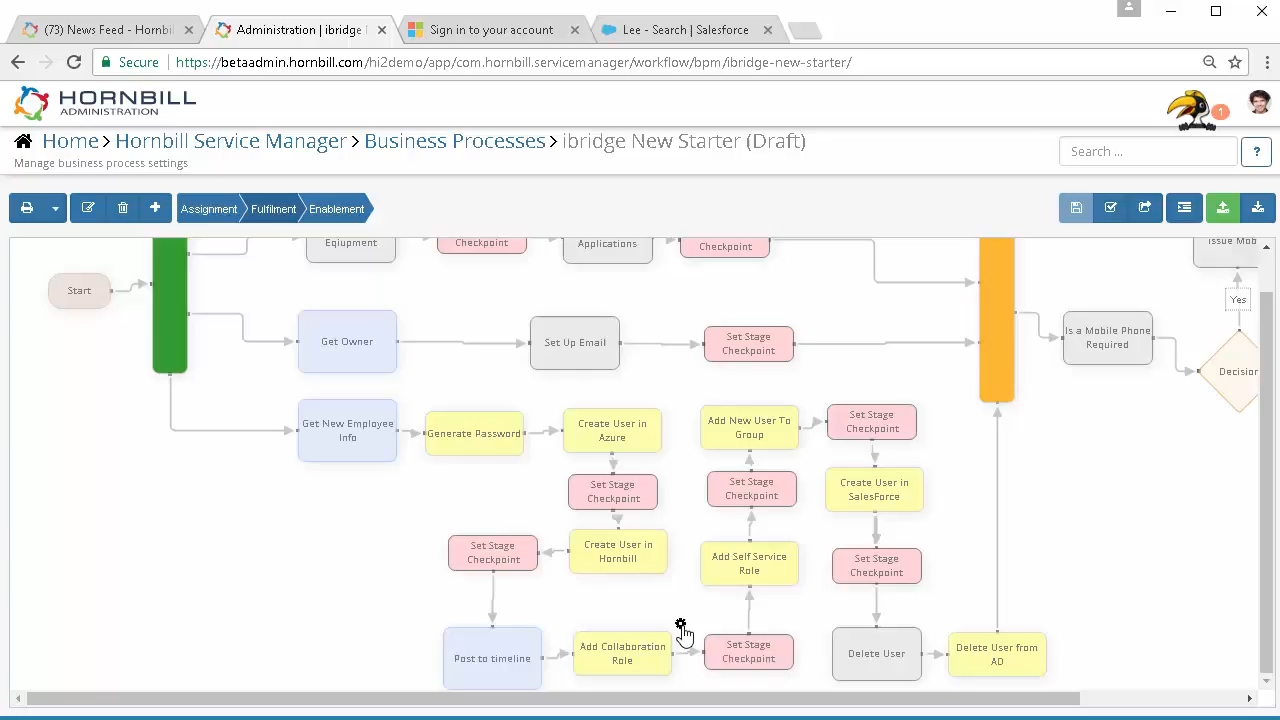 (73) News Feed - Hornbill
Administration | ibridge
Sign in to your account
Lee - Search | Salesforce
Secure
https://betaadmin.hornbill.com/hi2demo/app/com.hornbill.servicemanager/workflow/bpm/ibridge-new-starter/
HORNBILL
ADMINISTRATION
1
Home > Hornbill Service Manager > Business Processes > ibridge New Starter (Draft)
Manage business process settings
Search ...
?
Assignment
Fulfilment
Enablement
Equipment
Checkpoint
Applications
Checkpoint
Issue Mob
Start
Yes
Get Owner
Set Up Email
Set Stage
Checkpoint
Is a Mobile Phone
Required
Decision
Get New Employee
Info
Generate Password
Create User in
Azure
Add New User To
Group
Set Stage
Checkpoint
Set Stage
Checkpoint
Set Stage
Checkpoint
Create User in
SalesForce
Set Stage
Checkpoint
Create User in
Hornbill
Add Self Service
Role
Set Stage
Checkpoint
Post to timeline
Add Collaboration
Role
Set Stage
Checkpoint
Delete User
Delete User from
AD